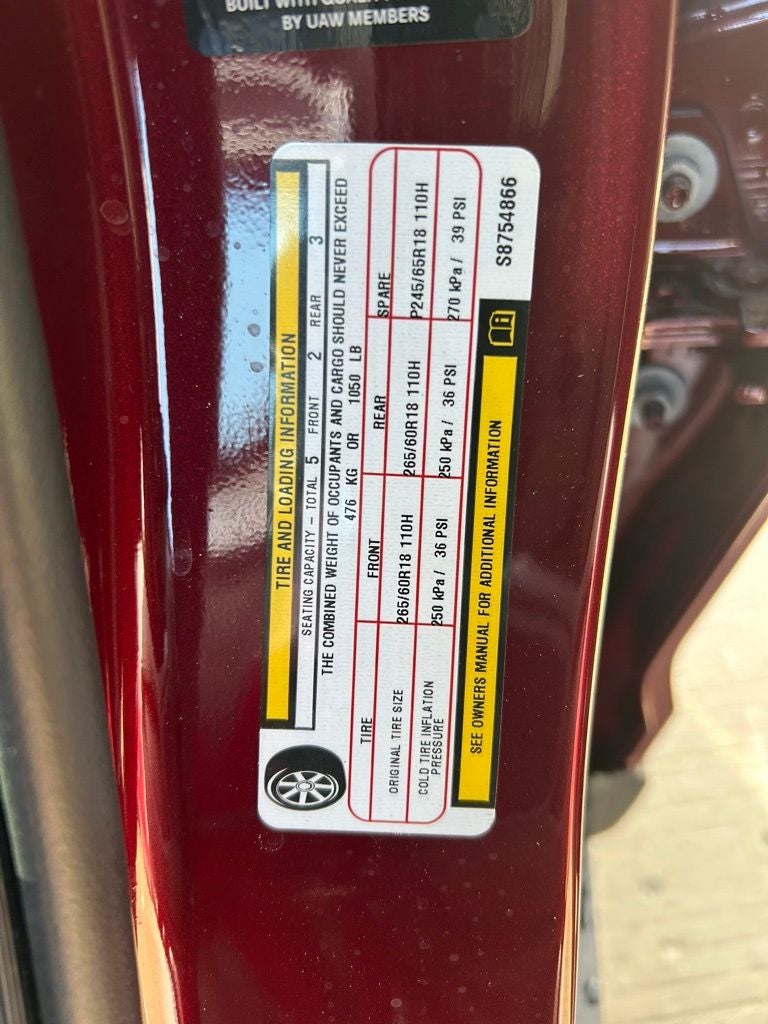 BY UAW MEMBERS
TIRE AND LOADING INFORMATION
SEATING CAPACITY – TOTAL 5 FRONT 2 REAR 3
THE COMBINED WEIGHT OF OCCUPANTS AND CARGO SHOULD NEVER EXCEED
476 KG OR 1050 LB
TIRE FRONT REAR SPARE
ORIGINAL TIRE SIZE 265/60R18 110H 265/60R18 110H P245/65R18 110H
COLD TIRE INFLATION
PRESSURE 250 kPa / 36 PSI 250 kPa / 36 PSI 270 kPa / 39 PSI
SEE OWNERS MANUAL FOR ADDITIONAL INFORMATION
S8754866